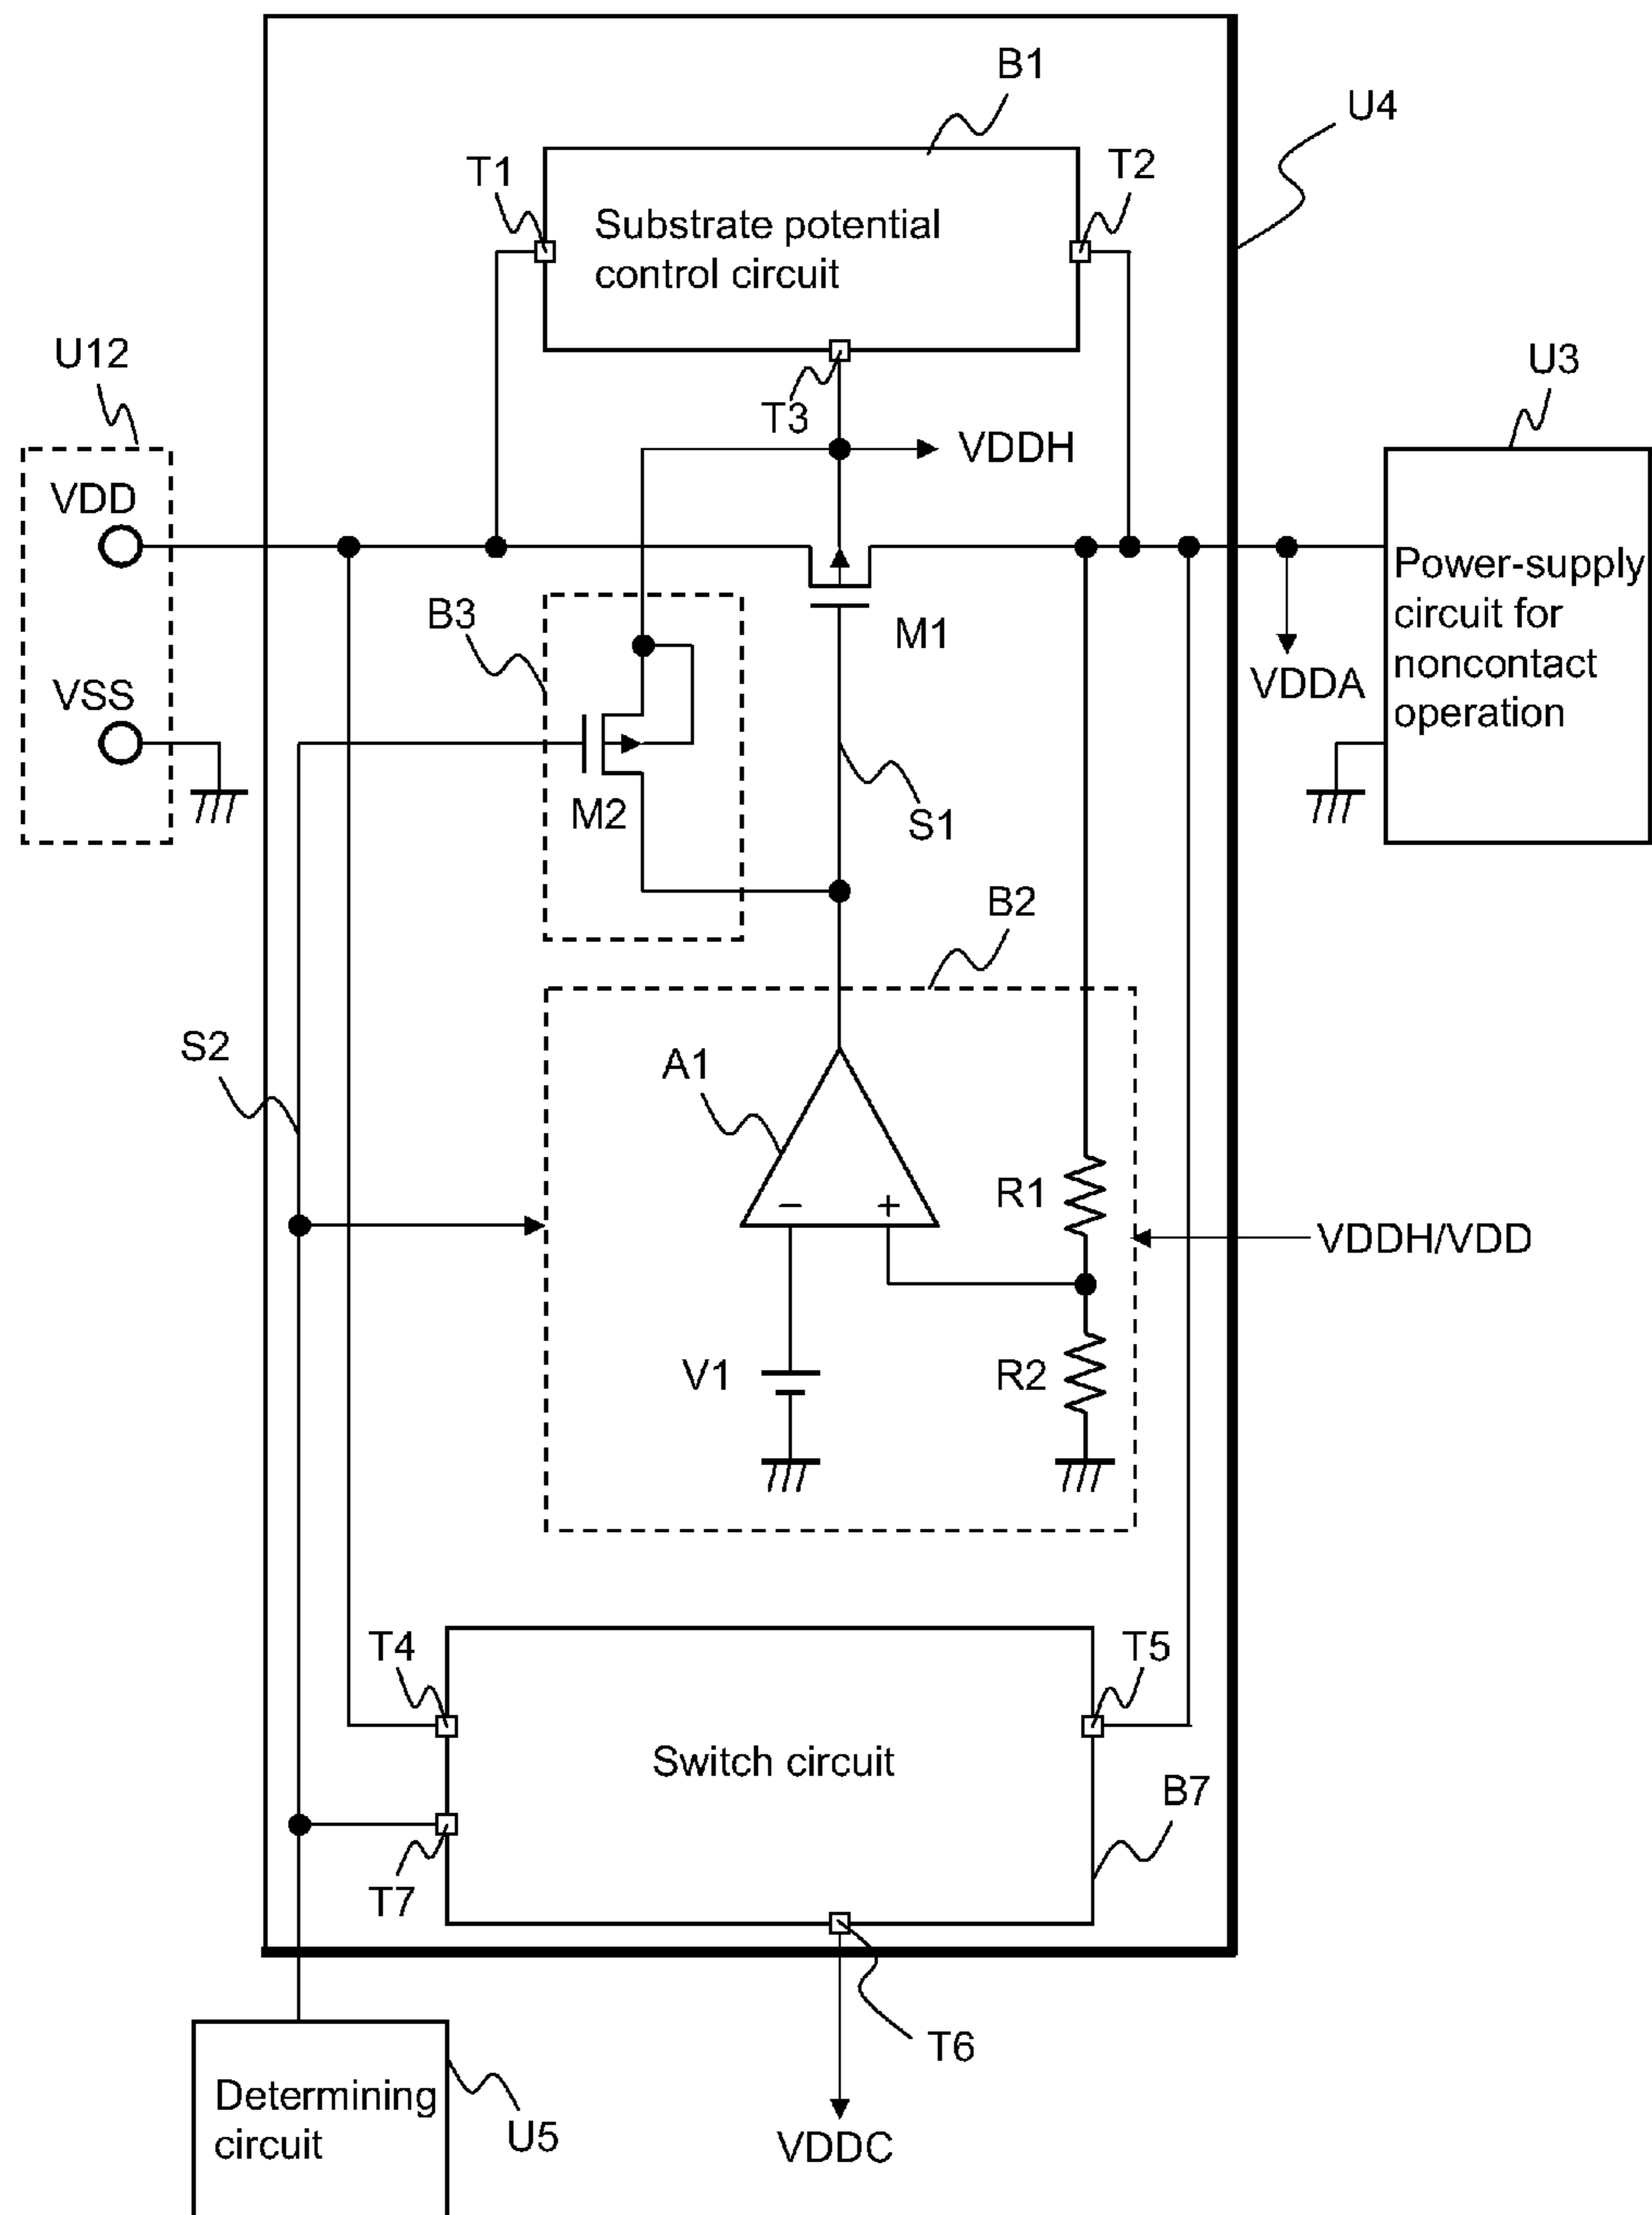 B1
U4
T1
T2
Substrate potential
control circuit
U12
U3
T3
VDDH
VDD
Power-supply
circuit for
noncontact
operation
B3
M1
VDDA
VSS
M2
S1
B2
S2
A1
−
+
R1
VDDH/VDD
V1
R2
T4
T5
Switch circuit
B7
T7
T6
Determining
circuit
U5
VDDC